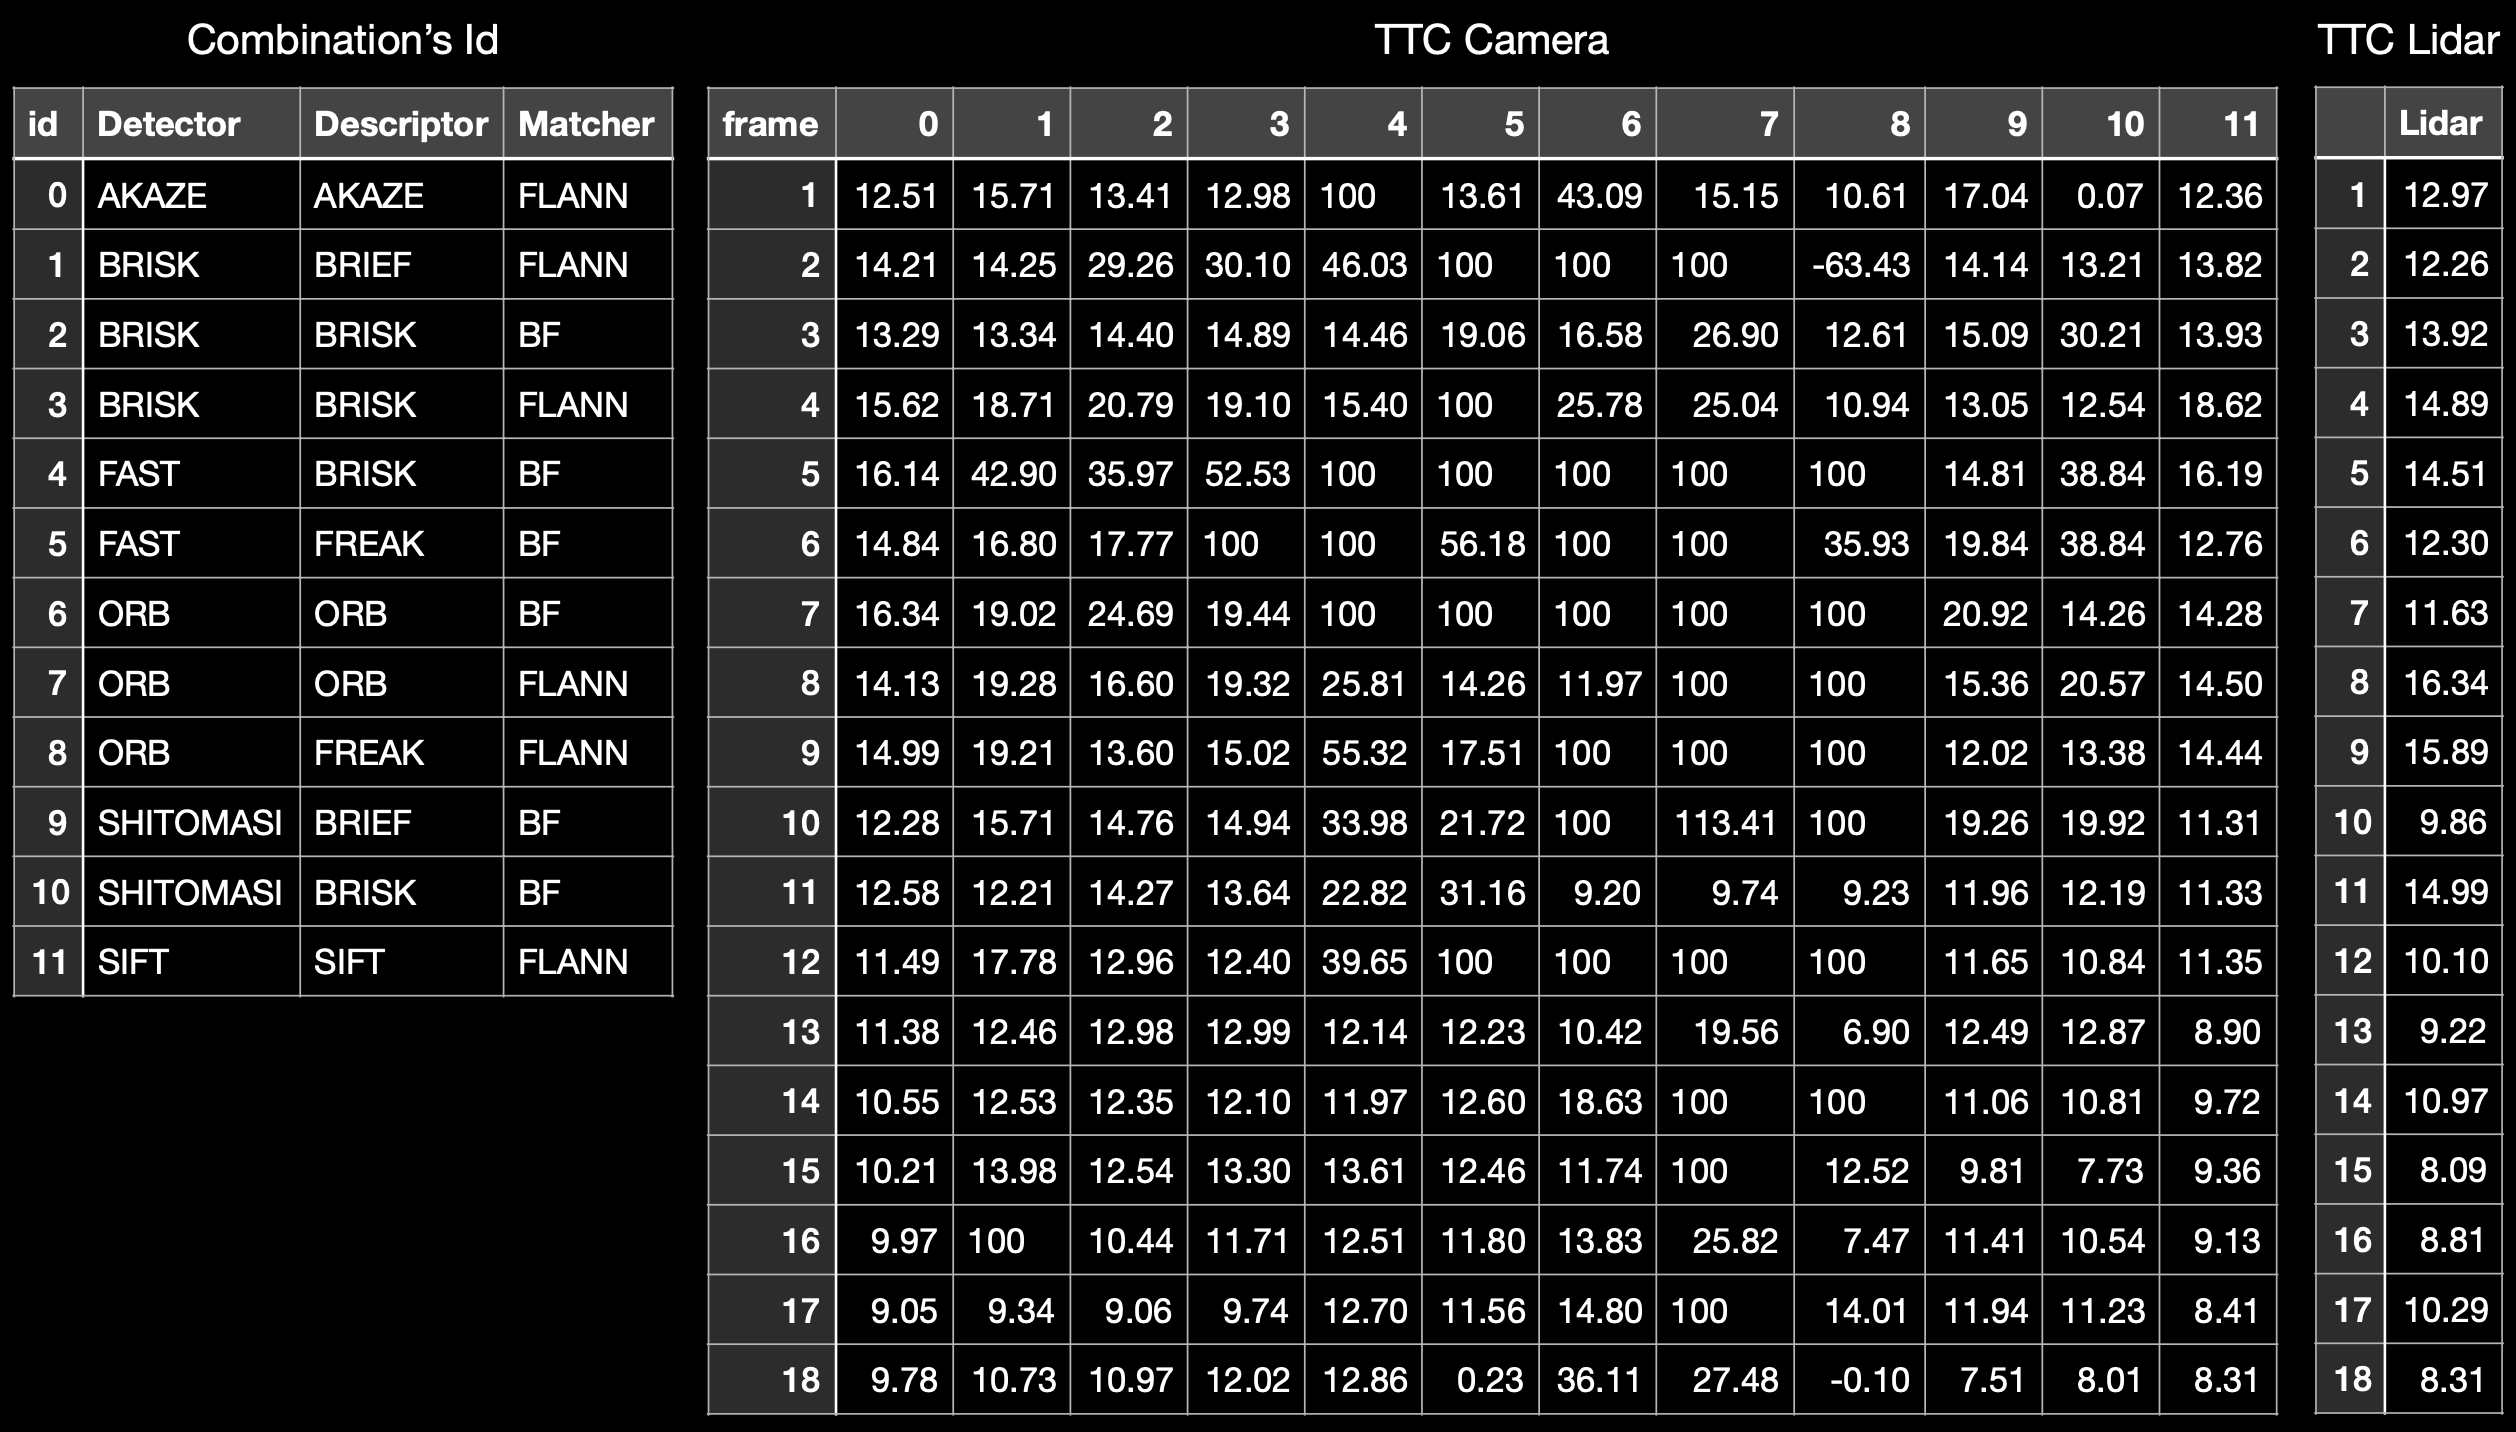 Combination’s Id
id Detector Descriptor Matcher
0 AKAZE AKAZE FLANN
1 BRISK BRIEF FLANN
2 BRISK BRISK BF
3 BRISK BRISK FLANN
4 FAST BRISK BF
5 FAST FREAK BF
6 ORB ORB BF
7 ORB ORB FLANN
8 ORB FREAK FLANN
9 SHITOMASI BRIEF BF
10 SHITOMASI BRISK BF
11 SIFT SIFT FLANN
TTC Camera
frame 0 1 2 3 4 5 6 7 8 9 10 11
1 12.51 15.71 13.41 12.98 100 13.61 43.09 15.15 10.61 17.04 0.07 12.36
2 14.21 14.25 29.26 30.10 46.03 100 100 100 -63.43 14.14 13.21 13.82
3 13.29 13.34 14.40 14.89 14.46 19.06 16.58 26.90 12.61 15.09 30.21 13.93
4 15.62 18.71 20.79 19.10 15.40 100 25.78 25.04 10.94 13.05 12.54 18.62
5 16.14 42.90 35.97 52.53 100 100 100 100 100 14.81 38.84 16.19
6 14.84 16.80 17.77 100 100 56.18 100 100 35.93 19.84 38.84 12.76
7 16.34 19.02 24.69 19.44 100 100 100 100 100 20.92 14.26 14.28
8 14.13 19.28 16.60 19.32 25.81 14.26 11.97 100 100 15.36 20.57 14.50
9 14.99 19.21 13.60 15.02 55.32 17.51 100 100 100 12.02 13.38 14.44
10 12.28 15.71 14.76 14.94 33.98 21.72 100 113.41 100 19.26 19.92 11.31
11 12.58 12.21 14.27 13.64 22.82 31.16 9.20 9.74 9.23 11.96 12.19 11.33
12 11.49 17.78 12.96 12.40 39.65 100 100 100 100 11.65 10.84 11.35
13 11.38 12.46 12.98 12.99 12.14 12.23 10.42 19.56 6.90 12.49 12.87 8.90
14 10.55 12.53 12.35 12.10 11.97 12.60 18.63 100 100 11.06 10.81 9.72
15 10.21 13.98 12.54 13.30 13.61 12.46 11.74 100 12.52 9.81 7.73 9.36
16 9.97 100 10.44 11.71 12.51 11.80 13.83 25.82 7.47 11.41 10.54 9.13
17 9.05 9.34 9.06 9.74 12.70 11.56 14.80 100 14.01 11.94 11.23 8.41
18 9.78 10.73 10.97 12.02 12.86 0.23 36.11 27.48 -0.10 7.51 8.01 8.31
TTC Lidar
Lidar
1 12.97
2 12.26
3 13.92
4 14.89
5 14.51
6 12.30
7 11.63
8 16.34
9 15.89
10 9.86
11 14.99
12 10.10
13 9.22
14 10.97
15 8.09
16 8.81
17 10.29
18 8.31